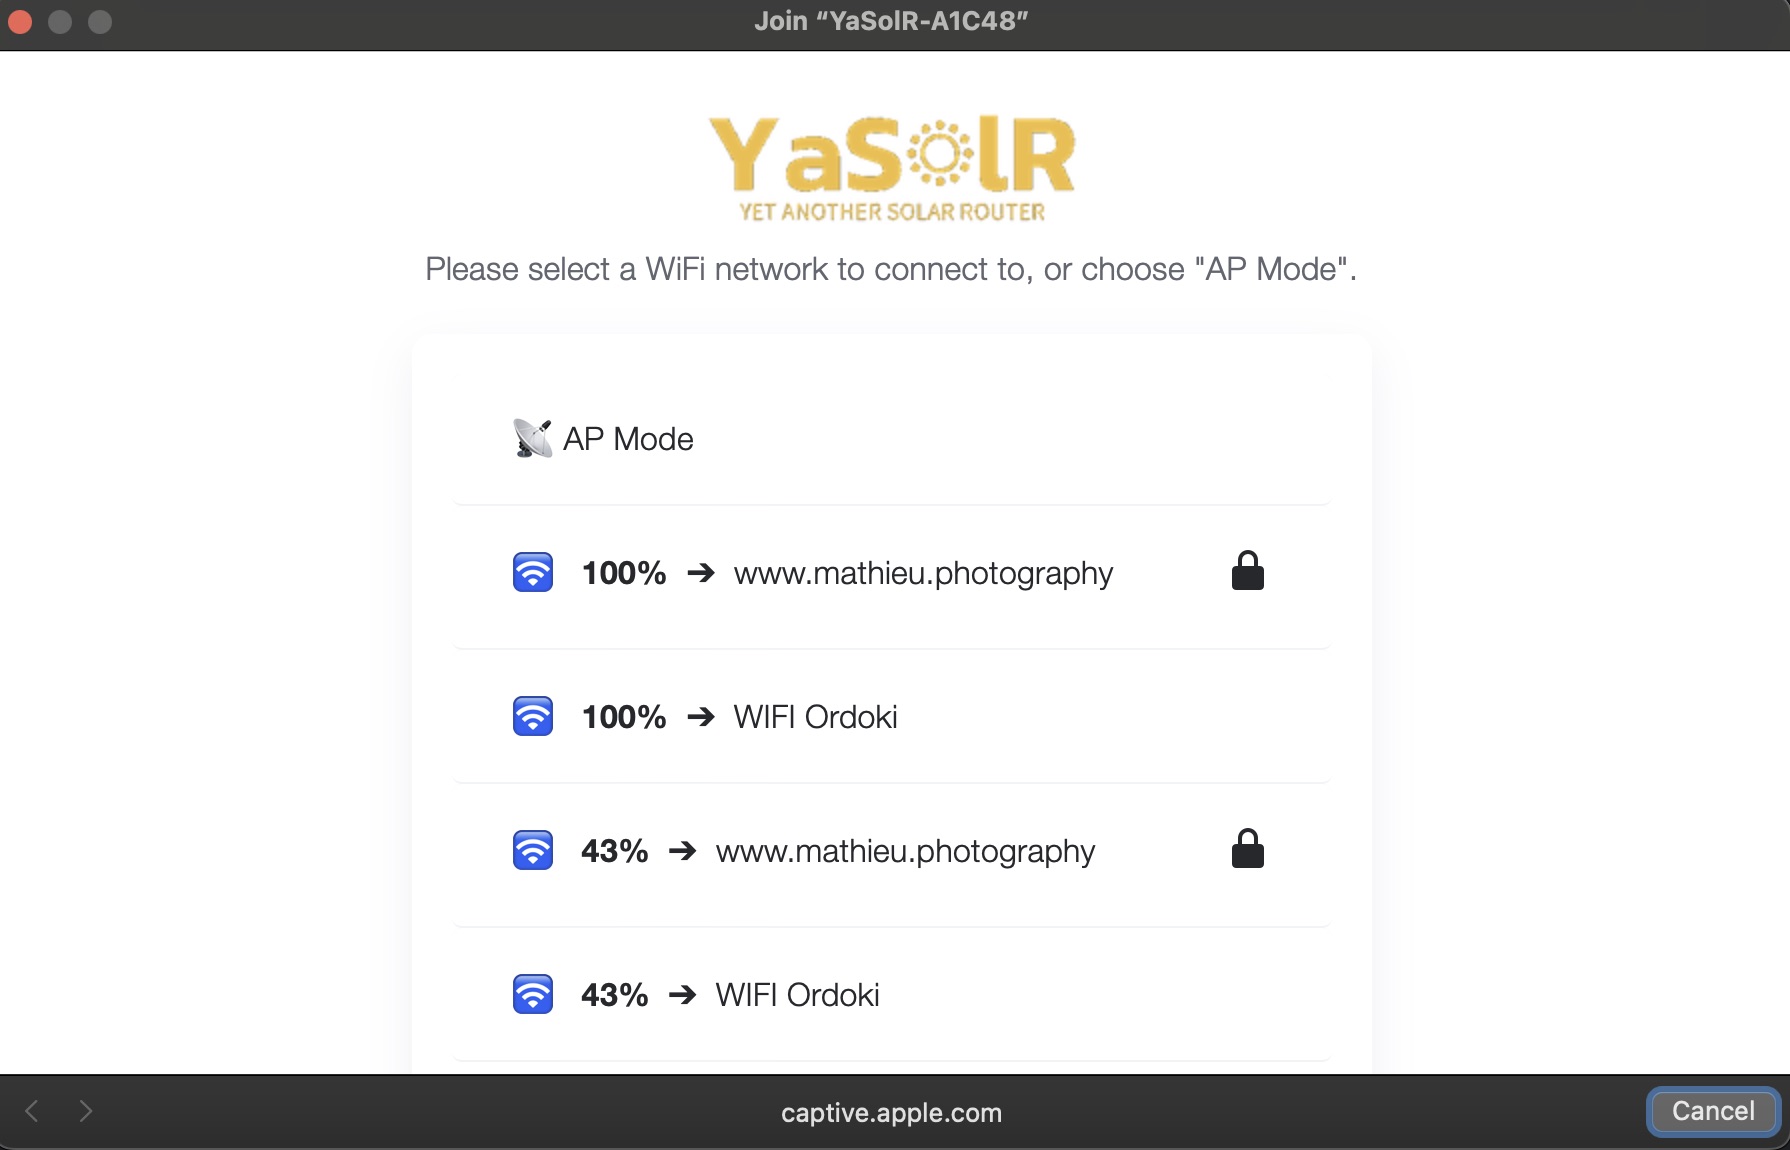 Join “YaSolR-A1C48”
YaSolR
YET ANOTHER SOLAR ROUTER
Please select a WiFi network to connect to, or choose "AP Mode".
AP Mode
100% ➔ www.mathieu.photography
100% ➔ WIFI Ordoki
43% ➔ www.mathieu.photography
43% ➔ WIFI Ordoki
captive.apple.com
Cancel